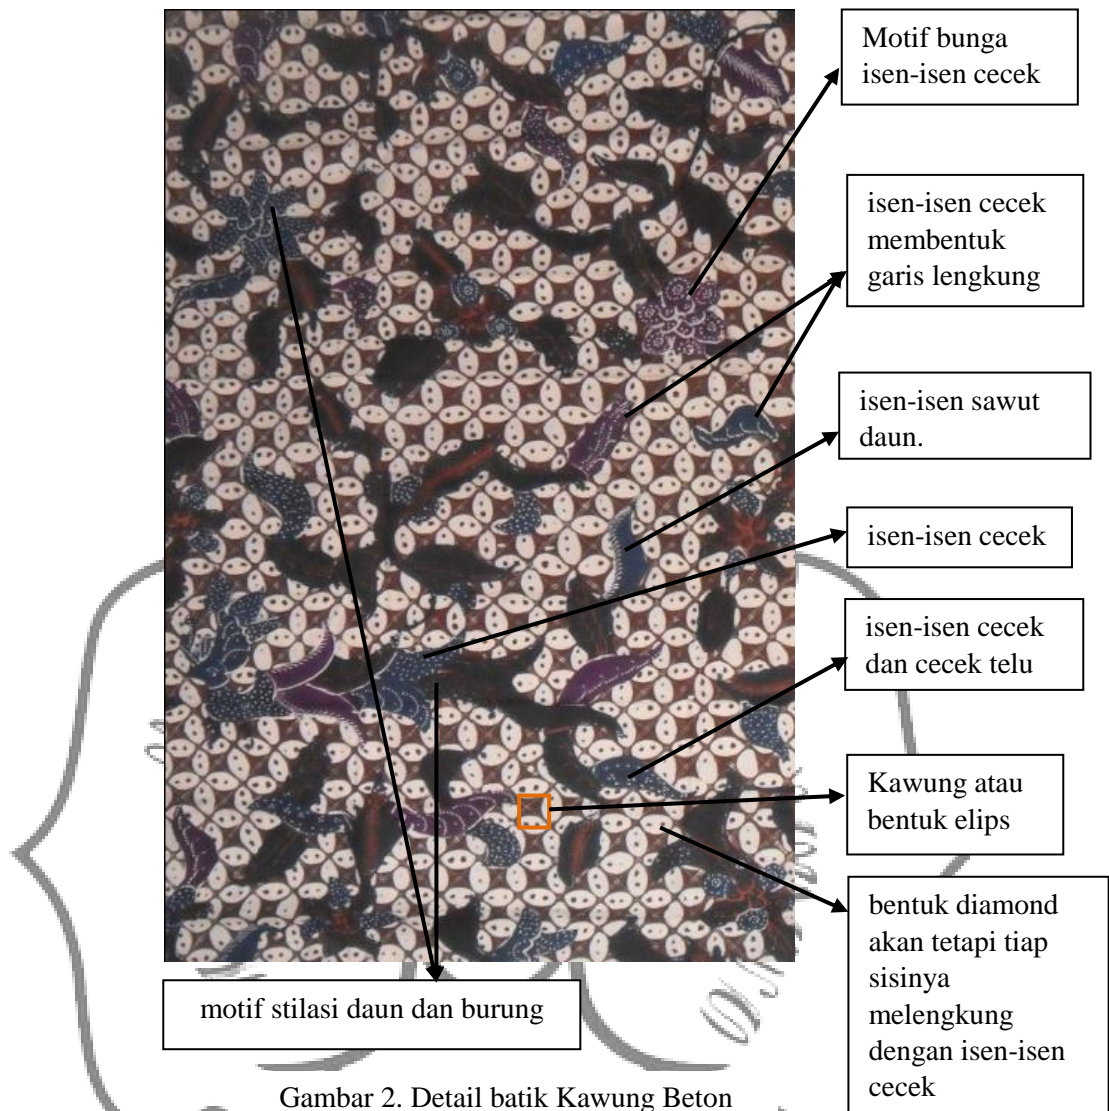 Motif bunga
isen-isen cecek
isen-isen cecek
membentuk
garis lengkung
isen-isen sawut
daun.
isen-isen cecek
isen-isen cecek
dan cecek telu
Kawung atau
bentuk elips
bentuk diamond
akan tetapi tiap
sisinya
melengkung
dengan isen-isen
cecek
motif stilasi daun dan burung
Gambar 2. Detail batik Kawung Beton